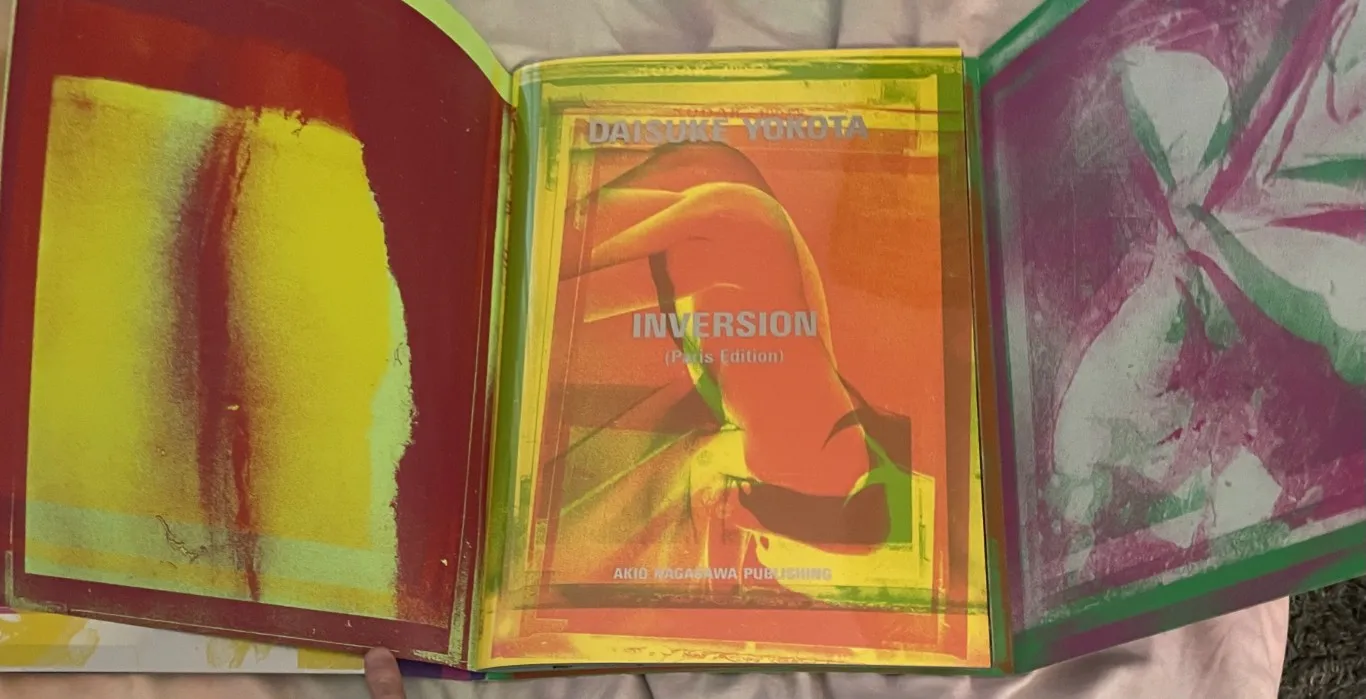 DAISUKE YOKOTA
INVERSION
(Paris Edition)
AKIO NAGASAWA PUBLISHING